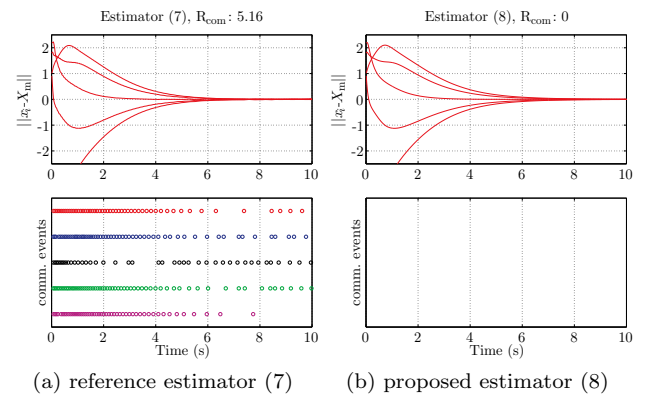 Estimator (7), R_com: 5.16
||x_i-X_m||
2
1
0
-1
-2
0 2 4 6 8 10
comm. events
0 2 4 6 8 10
Time (s)
(a) reference estimator (7)
Estimator (8), R_com: 0
||x_i-X_m||
2
1
0
-1
-2
0 2 4 6 8 10
comm. events
0 2 4 6 8 10
Time (s)
(b) proposed estimator (8)